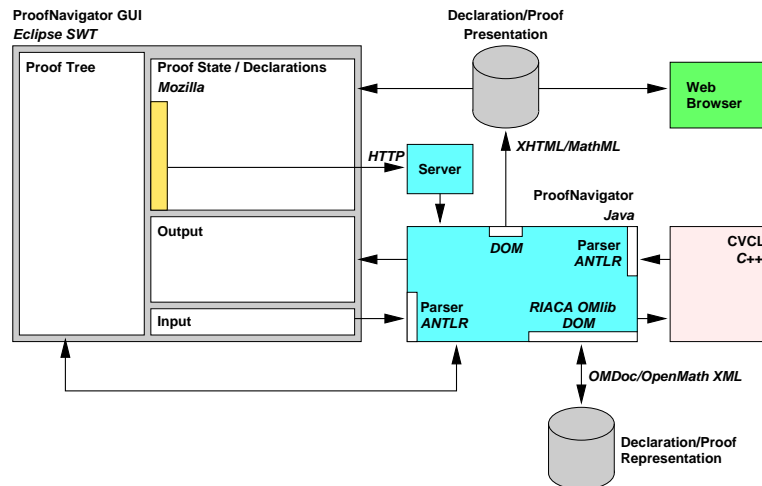 ProofNavigator GUI
Eclipse SWT
Declaration/Proof
Presentation
Proof Tree
Proof State / Declarations
Mozilla
Web
Browser
HTTP
XHTML/MathML
Server
ProofNavigator
Java
Output
DOM
Parser
ANTLR
CVCL
C++
Input
Parser
ANTLR
RIACA OMlib
DOM
OMDoc/OpenMath XML
Declaration/Proof
Representation